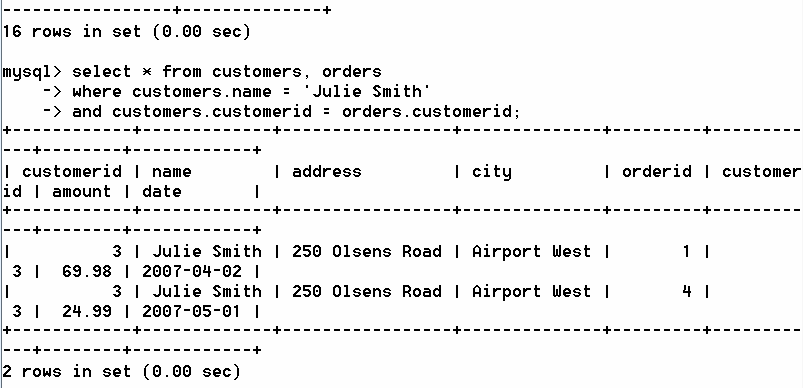 -----------------+--------------+
16 rows in set (0.00 sec)
mysql> select * from customers, orders
    -> where customers.name = 'Julie Smith'
    -> and customers.customerid = orders.customerid;
+------------+-------------+-----------------+--------------+---------+---------
---+--------+------------+
| customerid | name        | address         | city         | orderid | customer
id | amount | date       |
+------------+-------------+-----------------+--------------+---------+---------
---+--------+------------+
|          3 | Julie Smith | 250 Olsens Road | Airport West |       1 |
 3 |  69.98 | 2007-04-02 |
|          3 | Julie Smith | 250 Olsens Road | Airport West |       4 |
 3 |  24.99 | 2007-05-01 |
+------------+-------------+-----------------+--------------+---------+---------
---+--------+------------+
2 rows in set (0.00 sec)